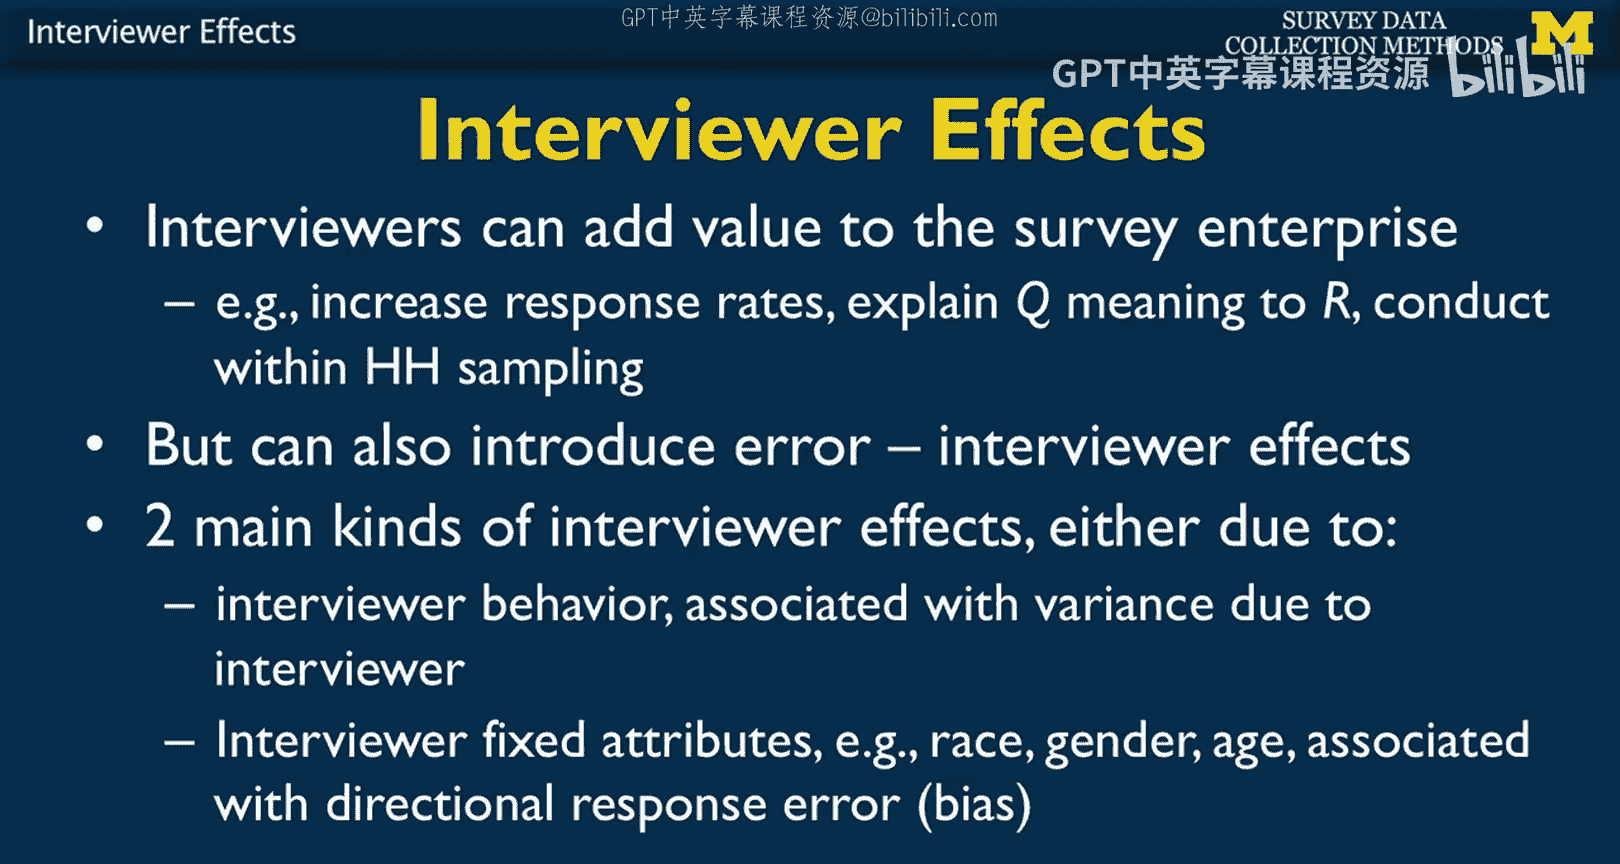 Interviewer Effects
GPT中英字幕课程资源@bilibili.com
SURVEY DATA
COLLECTION METHODS
M
GPT中英字幕课程资源 bilibili
Interviewer Effects
• Interviewers can add value to the survey enterprise
– e.g., increase response rates, explain Q meaning to R, conduct
within HH sampling
• But can also introduce error – interviewer effects
• 2 main kinds of interviewer effects, either due to:
– interviewer behavior, associated with variance due to
interviewer
– Interviewer fixed attributes, e.g., race, gender, age, associated
with directional response error (bias)